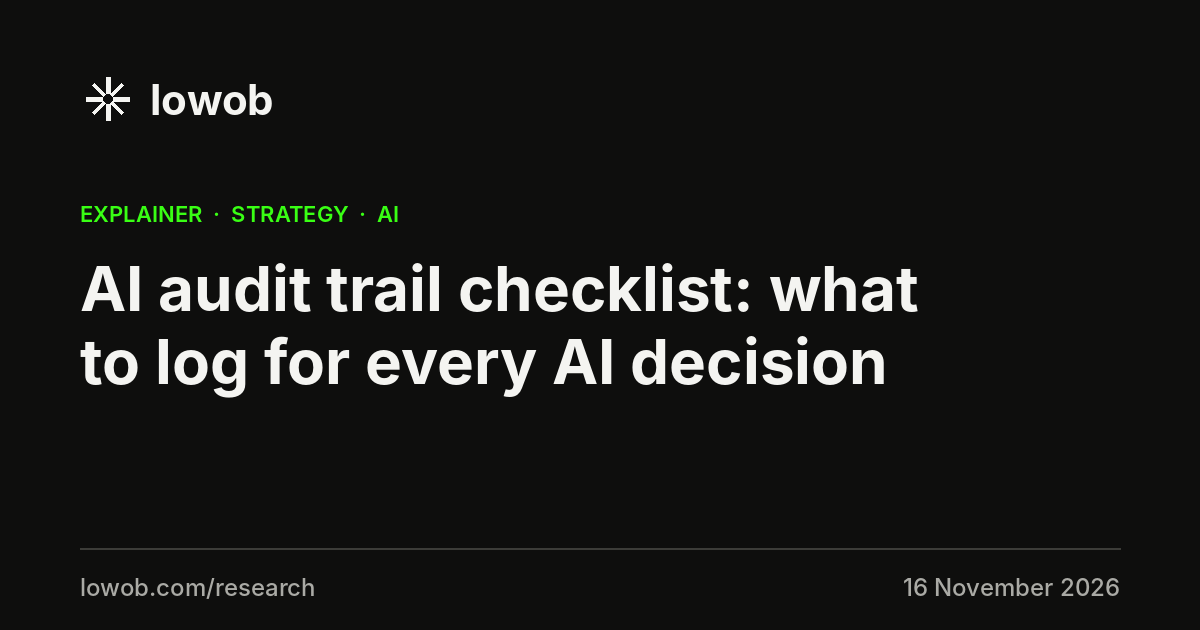 lowob
EXPLAINER · STRATEGY · AI
AI audit trail checklist: what
to log for every AI decision
lowob.com/research
16 November 2026